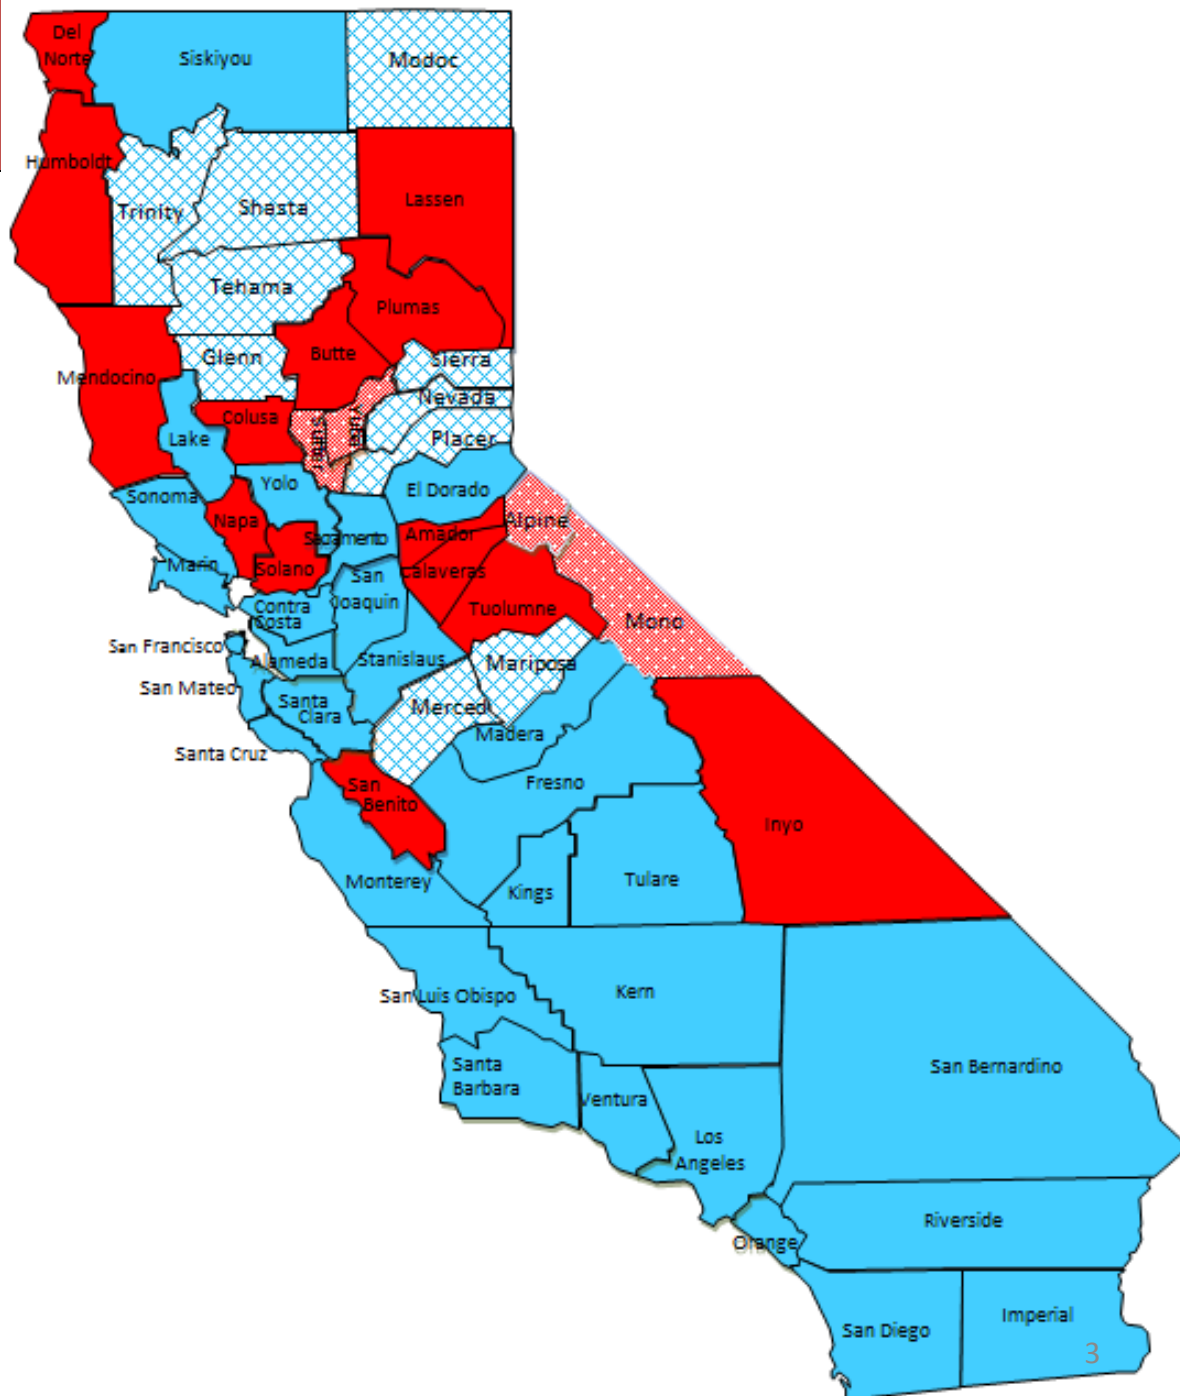 Del
Norte
Siskiyou
Modoc
Humboldt
Trinity
Shasta
Lassen
Tehama
Plumas
Glenn
Butte
Sierra
Mendocino
Nevada
Colusa
Sutter
Yuba
Lake
Placer
Yolo
El Dorado
Sonoma
Napa
Sacramento
Amador
Alpine
Marin
Solano
Calaveras
San
Joaquin
Contra
Costa
Tuolumne
Mono
San Francisco
Alameda
Stanislaus
Mariposa
San Mateo
Santa
Clara
Merced
Madera
Santa Cruz
San
Benito
Fresno
Inyo
Monterey
Kings
Tulare
San Luis Obispo
Kern
Santa
Barbara
Ventura
San Bernardino
Los
Angeles
Riverside
Orange
San Diego
Imperial
3